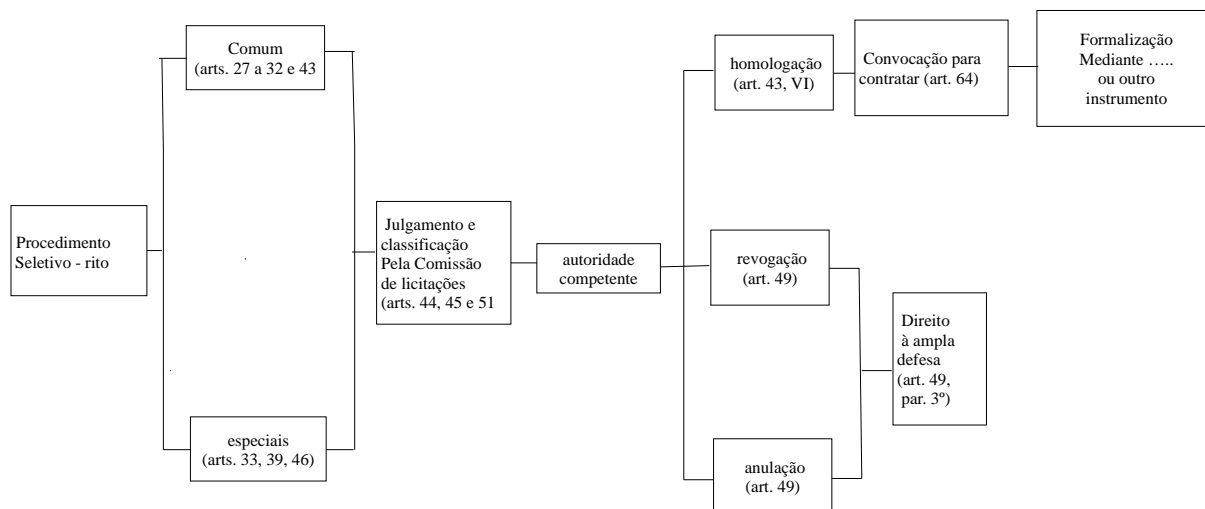 Procedimento
Seletivo - rito
Comum
(arts. 27 a 32 e 43
especiais
(arts. 33, 39, 46)
Julgamento e
classificação
Pela Comissão
de licitações
(arts. 44, 45 e 51
autoridade
competente
homologação
(art. 43, VI)
Convocação para
contratar (art. 64)
Formalização
Mediante …..
ou outro
instrumento
revogação
(art. 49)
anulação
(art. 49)
Direito
à ampla
defesa
(art. 49,
par. 3º)